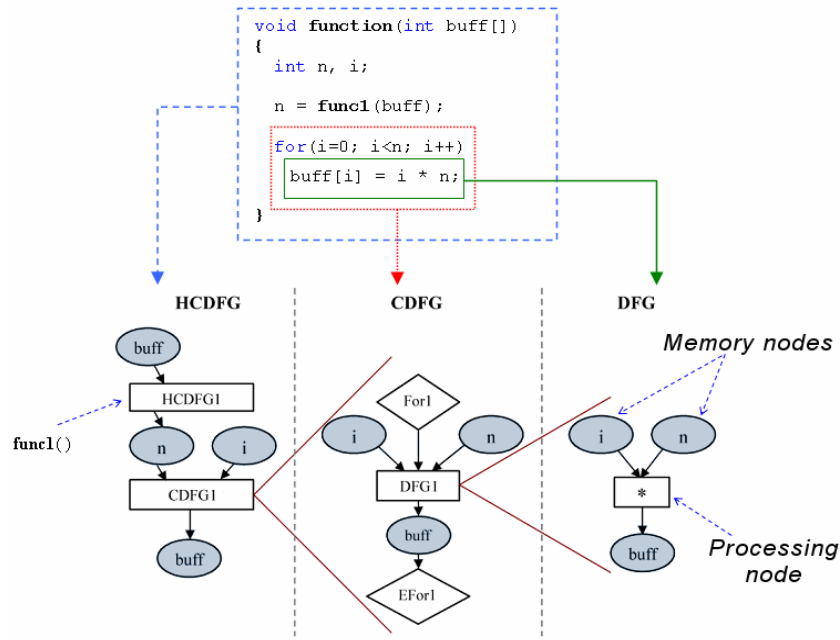 void function(int buff[])
{
int n, i;
n = func1(buff);
for(i=0; i<n; i++)
buff[i] = i * n;
}
HCDFG
CDFG
DFG
buff
HCDFG1
func1()
n
i
CDFG1
buff
For1
i
n
DFG1
buff
EFor1
Memory nodes
i
n
*
buff
Processing
node